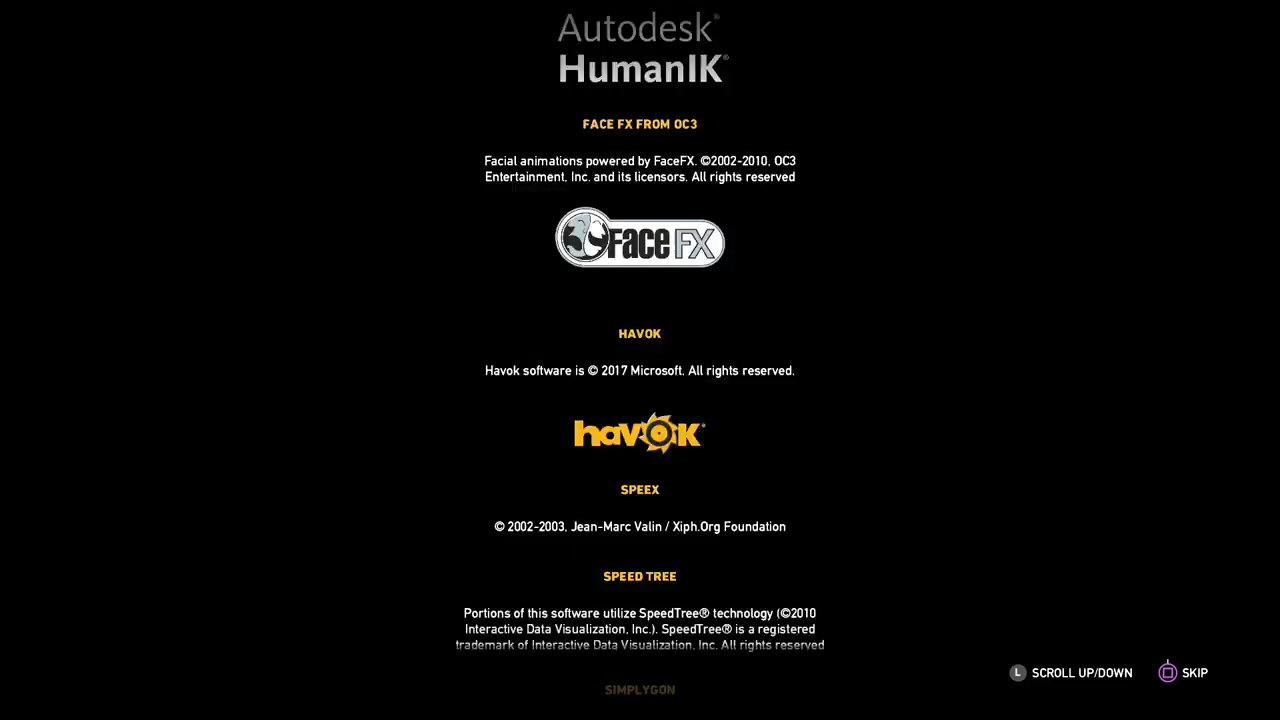 Autodesk®
HumanIK®
FACE FX FROM OC3
Facial animations powered by FaceFX. ©2002-2010, OC3
Entertainment, Inc. and its licensors. All rights reserved
Face FX
HAVOK
Havok software is © 2017 Microsoft. All rights reserved.
havok®
SPEEX
© 2002-2003, Jean-Marc Valin / Xiph.Org Foundation
SPEED TREE
Portions of this software utilize SpeedTree® technology (©2010
Interactive Data Visualization, Inc.). SpeedTree® is a registered
trademark of Interactive Data Visualization, Inc. All rights reserved
L SCROLL UP/DOWN
SKIP
SIMPLYGON